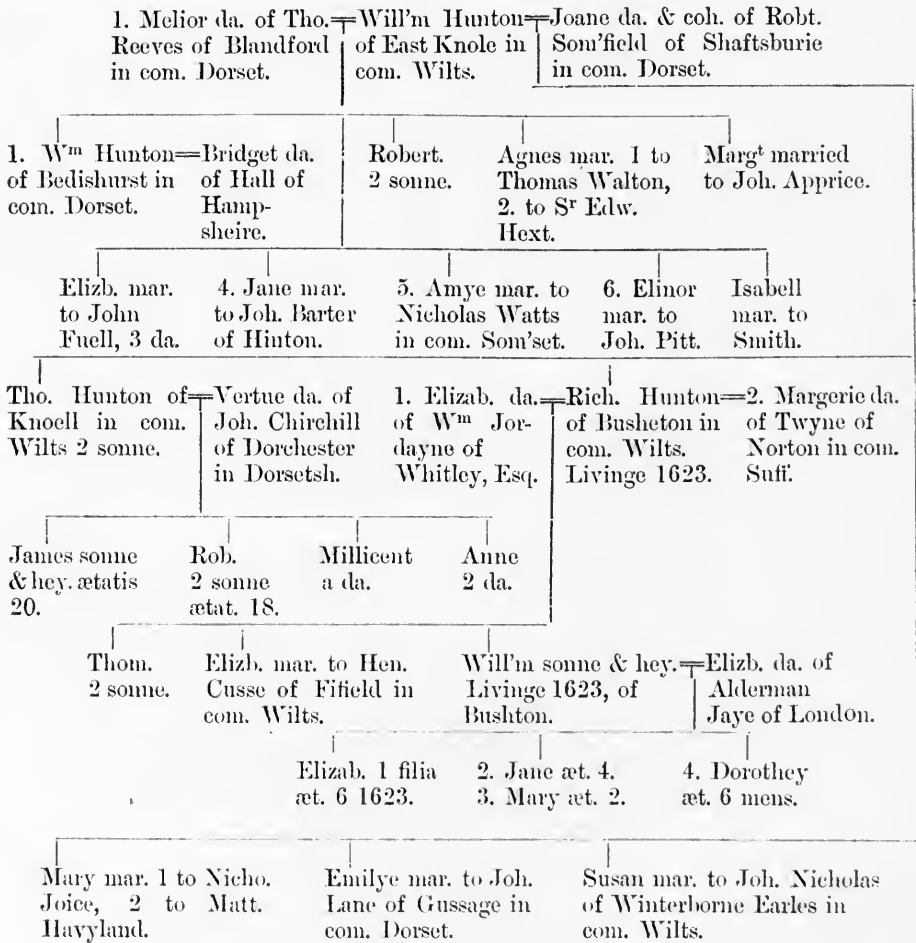 1. Melior da. of Tho.
Reeves of Blandford
in com. Dorset.
Will'm Hunton
of East Knole in
com. Wilts.
Joane da. & coh. of Robt.
Som'field of Shaftsburie
in com. Dorset.
1. Wm Hunton
of Bedishurst in
com. Dorset.
Bridget da.
of Hall of
Hamp-
sheire.
Robert.
2 sonne.
Agnes mar. 1 to
Thomas Walton,
2. to Sr Edw.
Hext.
Margt married
to Joh. Apprice.
Elizb. mar.
to John
Fuell, 3 da.
4. Jane mar.
to Joh. Barter
of Hinton.
5. Amye mar. to
Nicholas Watts
in com. Som'set.
6. Elinor
mar. to
Joh. Pitt.
Isabell
mar. to
Smith.
Tho. Hunton of
Knoell in com.
Wilts 2 sonne.
Vertue da. of
Joh. Chirchill
of Dorchester
in Dorsetsh.
1. Elizab. da.
of Wm Jor-
dayne of
Whitley, Esq.
Rich. Hunton
of Busheton in
com. Wilts.
Livinge 1623.
2. Margerie da.
of Twyne of
Norton in com.
Suff.
James sonne
& hey. ætatis
20.
Rob.
2 sonne
ætat. 18.
Millicent
a da.
Anne
2 da.
Thom.
2 sonne.
Elizb. mar. to Hen.
Cusse of Fifield in
com. Wilts.
Will'm sonne & hey.
Livinge 1623, of
Bushton.
Elizb. da. of
Alderman
Jaye of London.
Elizab. 1 filia
æt. 6 1623.
2. Jane æt. 4.
3. Mary æt. 2.
4. Dorothey
æt. 6 mens.
Mary mar. 1 to Nicho.
Joice, 2 to Matt.
Havyland.
Emilye mar. to Joh.
Lane of Gussage in
com. Dorset.
Susan mar. to Joh. Nicholas
of Winterborne Earles in
com. Wilts.